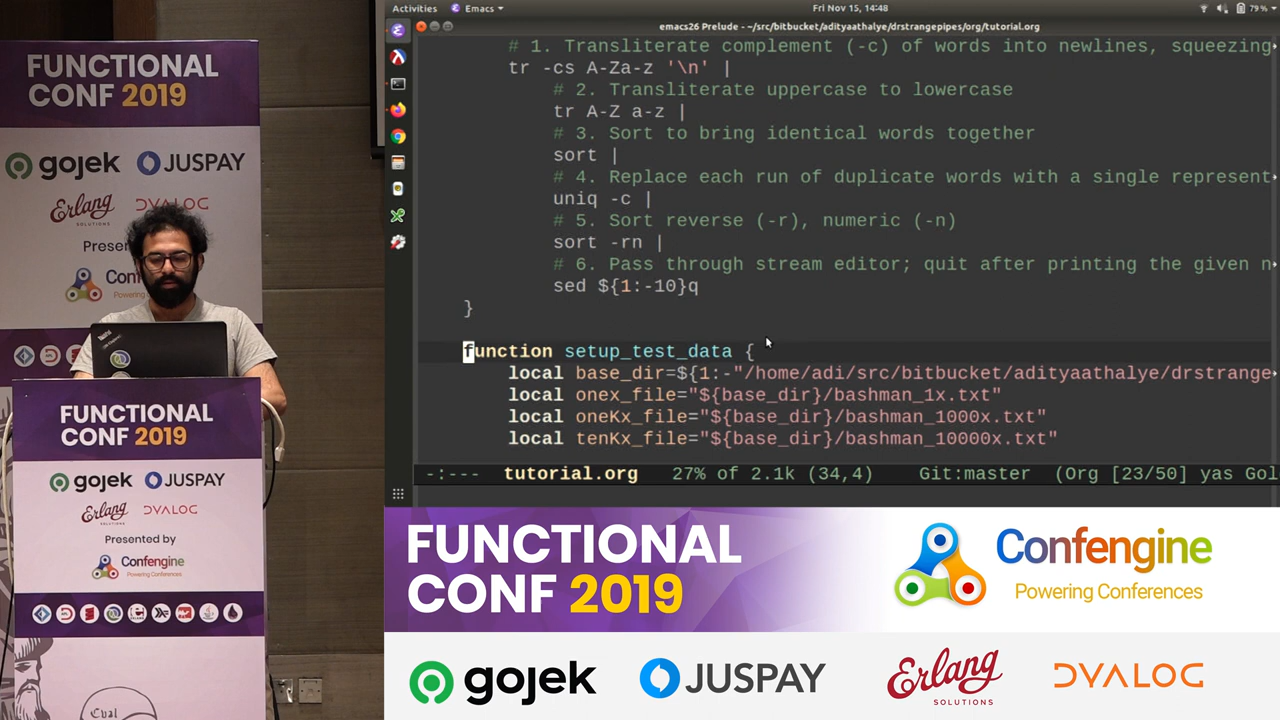 FUNCTIONAL
CONF 2019
gojek
JUSPAY
Erlang
SOLUTIONS
DYALOG
FUNCTIONAL
CONF 2019
gojek
JUSPAY
Erlang
SOLUTIONS
DYALOG
Presented by
Confengine
Powering Conferences
Activities
Emacs
Fri Nov 15, 14:48
79 %
emacs26 Prelude - ~/src/bitbucket/adityaathalye/drstrangepipes/org/tutorial.org
# 1. Transliterate complement (-c) of words into newlines, squeezing
tr -cs A-Za-z '\n' |
# 2. Transliterate uppercase to lowercase
tr A-Z a-z |
# 3. Sort to bring identical words together
sort |
# 4. Replace each run of duplicate words with a single represent
uniq -c |
# 5. Sort reverse (-r), numeric (-n)
sort -rn |
# 6. Pass through stream editor; quit after printing the given n
sed ${1:-10}q
}
function setup_test_data {
local base_dir=${1:-"/home/adi/src/bitbucket/adityaathalye/drstrange
local onex_file="${base_dir}/bashman_1x.txt"
local oneKx_file="${base_dir}/bashman_1000x.txt"
local tenKx_file="${base_dir}/bashman_10000x.txt"
-:--- tutorial.org 27% of 2.1k (34,4) Git:master (Org [23/50] yas Gol
FUNCTIONAL
CONF 2019
Confengine
Powering Conferences
gojek
JUSPAY
Erlang
SOLUTIONS
DYALOG